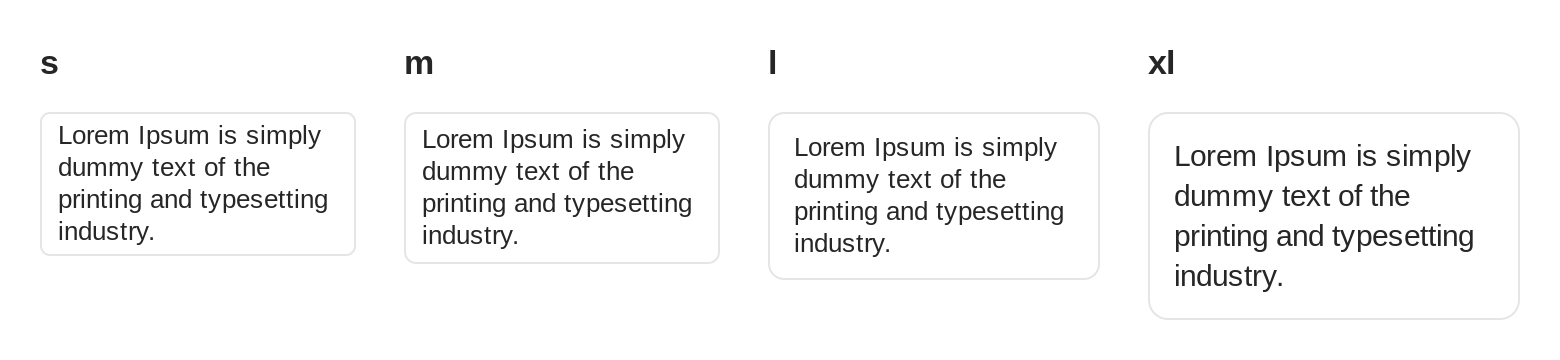 s
Lorem Ipsum is simply
dummy text of the
printing and typesetting
industry.
m
Lorem Ipsum is simply
dummy text of the
printing and typesetting
industry.
l
Lorem Ipsum is simply
dummy text of the
printing and typesetting
industry.
xl
Lorem Ipsum is simply
dummy text of the
printing and typesetting
industry.